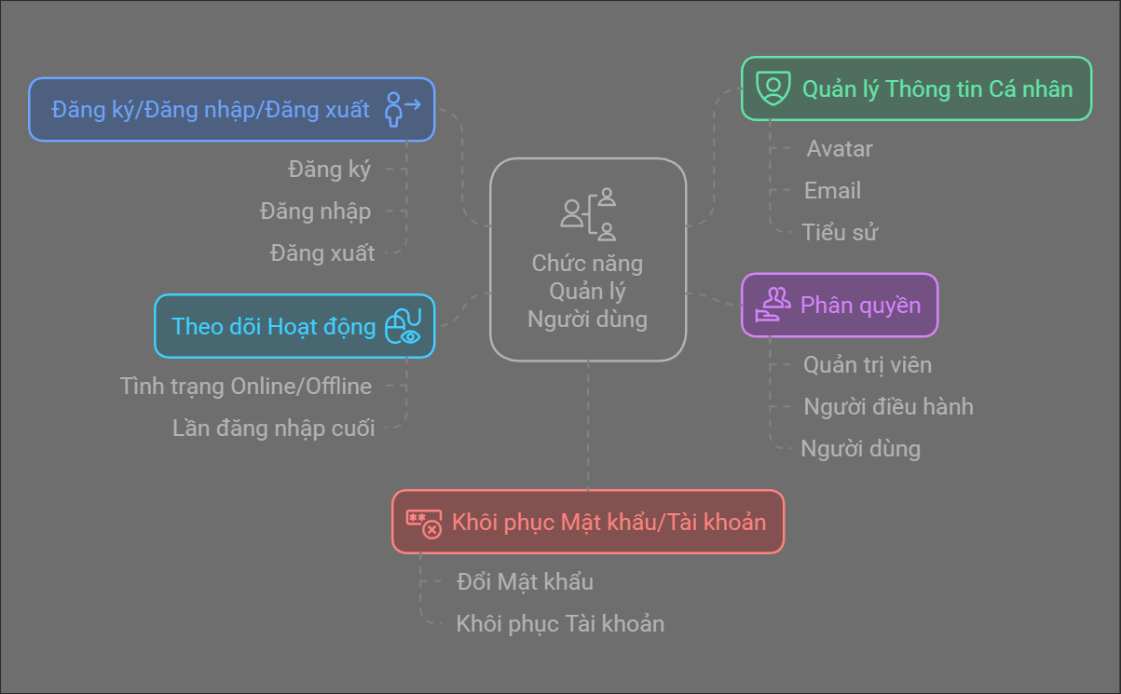 Đăng ký/Đăng nhập/Đăng xuất
Đăng ký
Đăng nhập
Đăng xuất
Theo dõi Hoạt động
Tình trạng Online/Offline
Lần đăng nhập cuối
Chức năng
Quản lý
Người dùng
Quản lý Thông tin Cá nhân
Avatar
Email
Tiểu sử
Phân quyền
Quản trị viên
Người điều hành
Người dùng
Khôi phục Mật khẩu/Tài khoản
Đổi Mật khẩu
Khôi phục Tài khoản